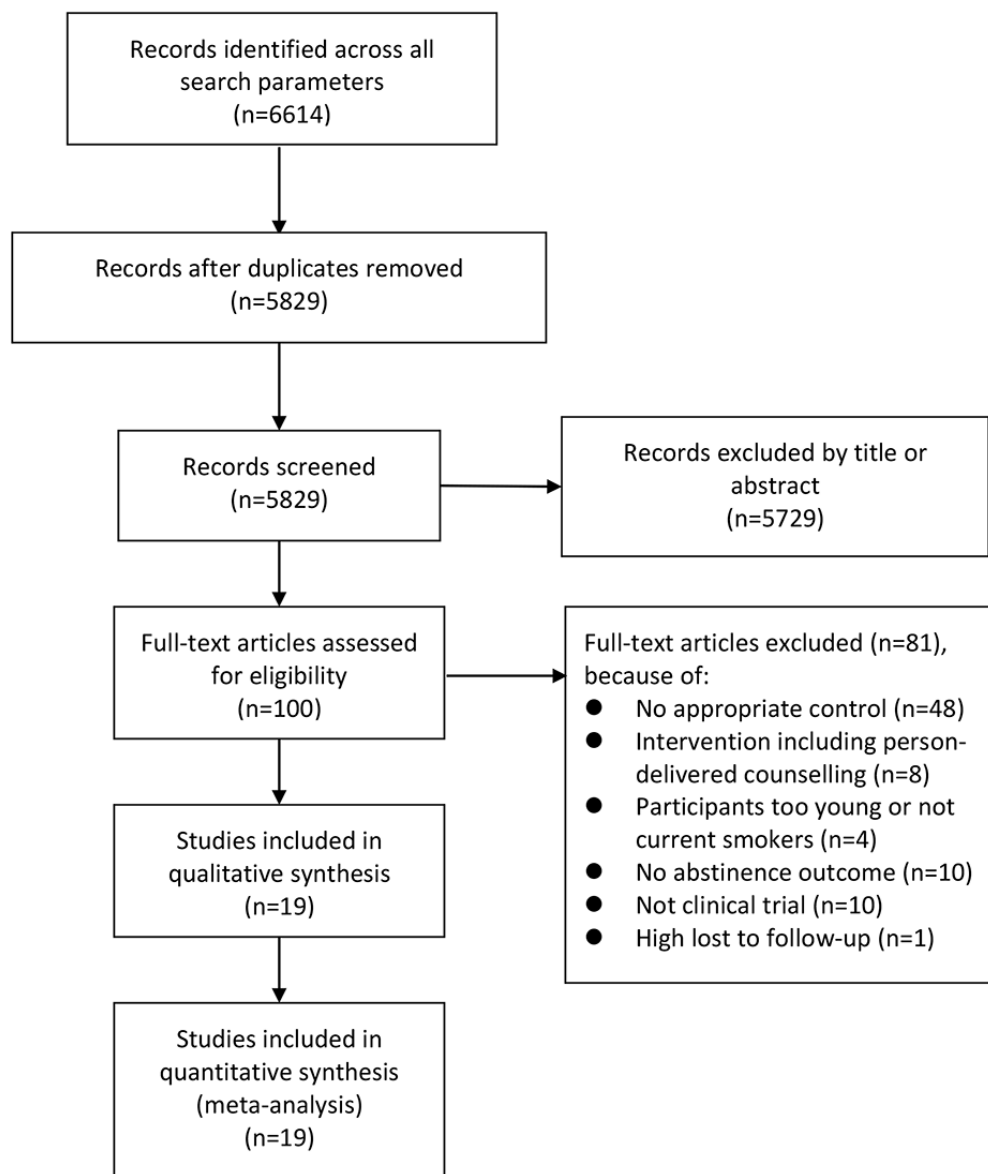 Records identified across all
search parameters
(n=6614)
Records after duplicates removed
(n=5829)
Records screened
(n=5829)
Records excluded by title or
abstract
(n=5729)
Full-text articles assessed
for eligibility
(n=100)
Full-text articles excluded (n=81),
because of:
● No appropriate control (n=48)
● Intervention including person-
delivered counselling (n=8)
● Participants too young or not
current smokers (n=4)
● No abstinence outcome (n=10)
● Not clinical trial (n=10)
● High lost to follow-up (n=1)
Studies included in
qualitative synthesis
(n=19)
Studies included in
quantitative synthesis
(meta-analysis)
(n=19)